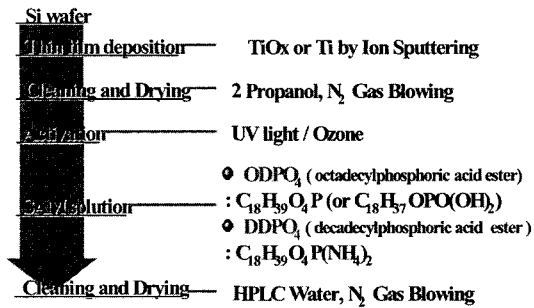 Si wafer
Thin film deposition TiOx or Ti by Ion Sputtering
Cleaning and Drying 2 Propanol, N₂ Gas Blowing
Activation UV light / Ozone
ODPO₄ ( octadecylphosphoric acid ester)
solution : C₁₈H₃₉O₄P (or C₁₈H₃₇OPO(OH)₂)
DDPO₄ (decadecylphosphoric acid ester )
: C₁₈H₃₉O₄P(NH₄)₂
Cleaning and Drying HPLC Water, N₂ Gas Blowing